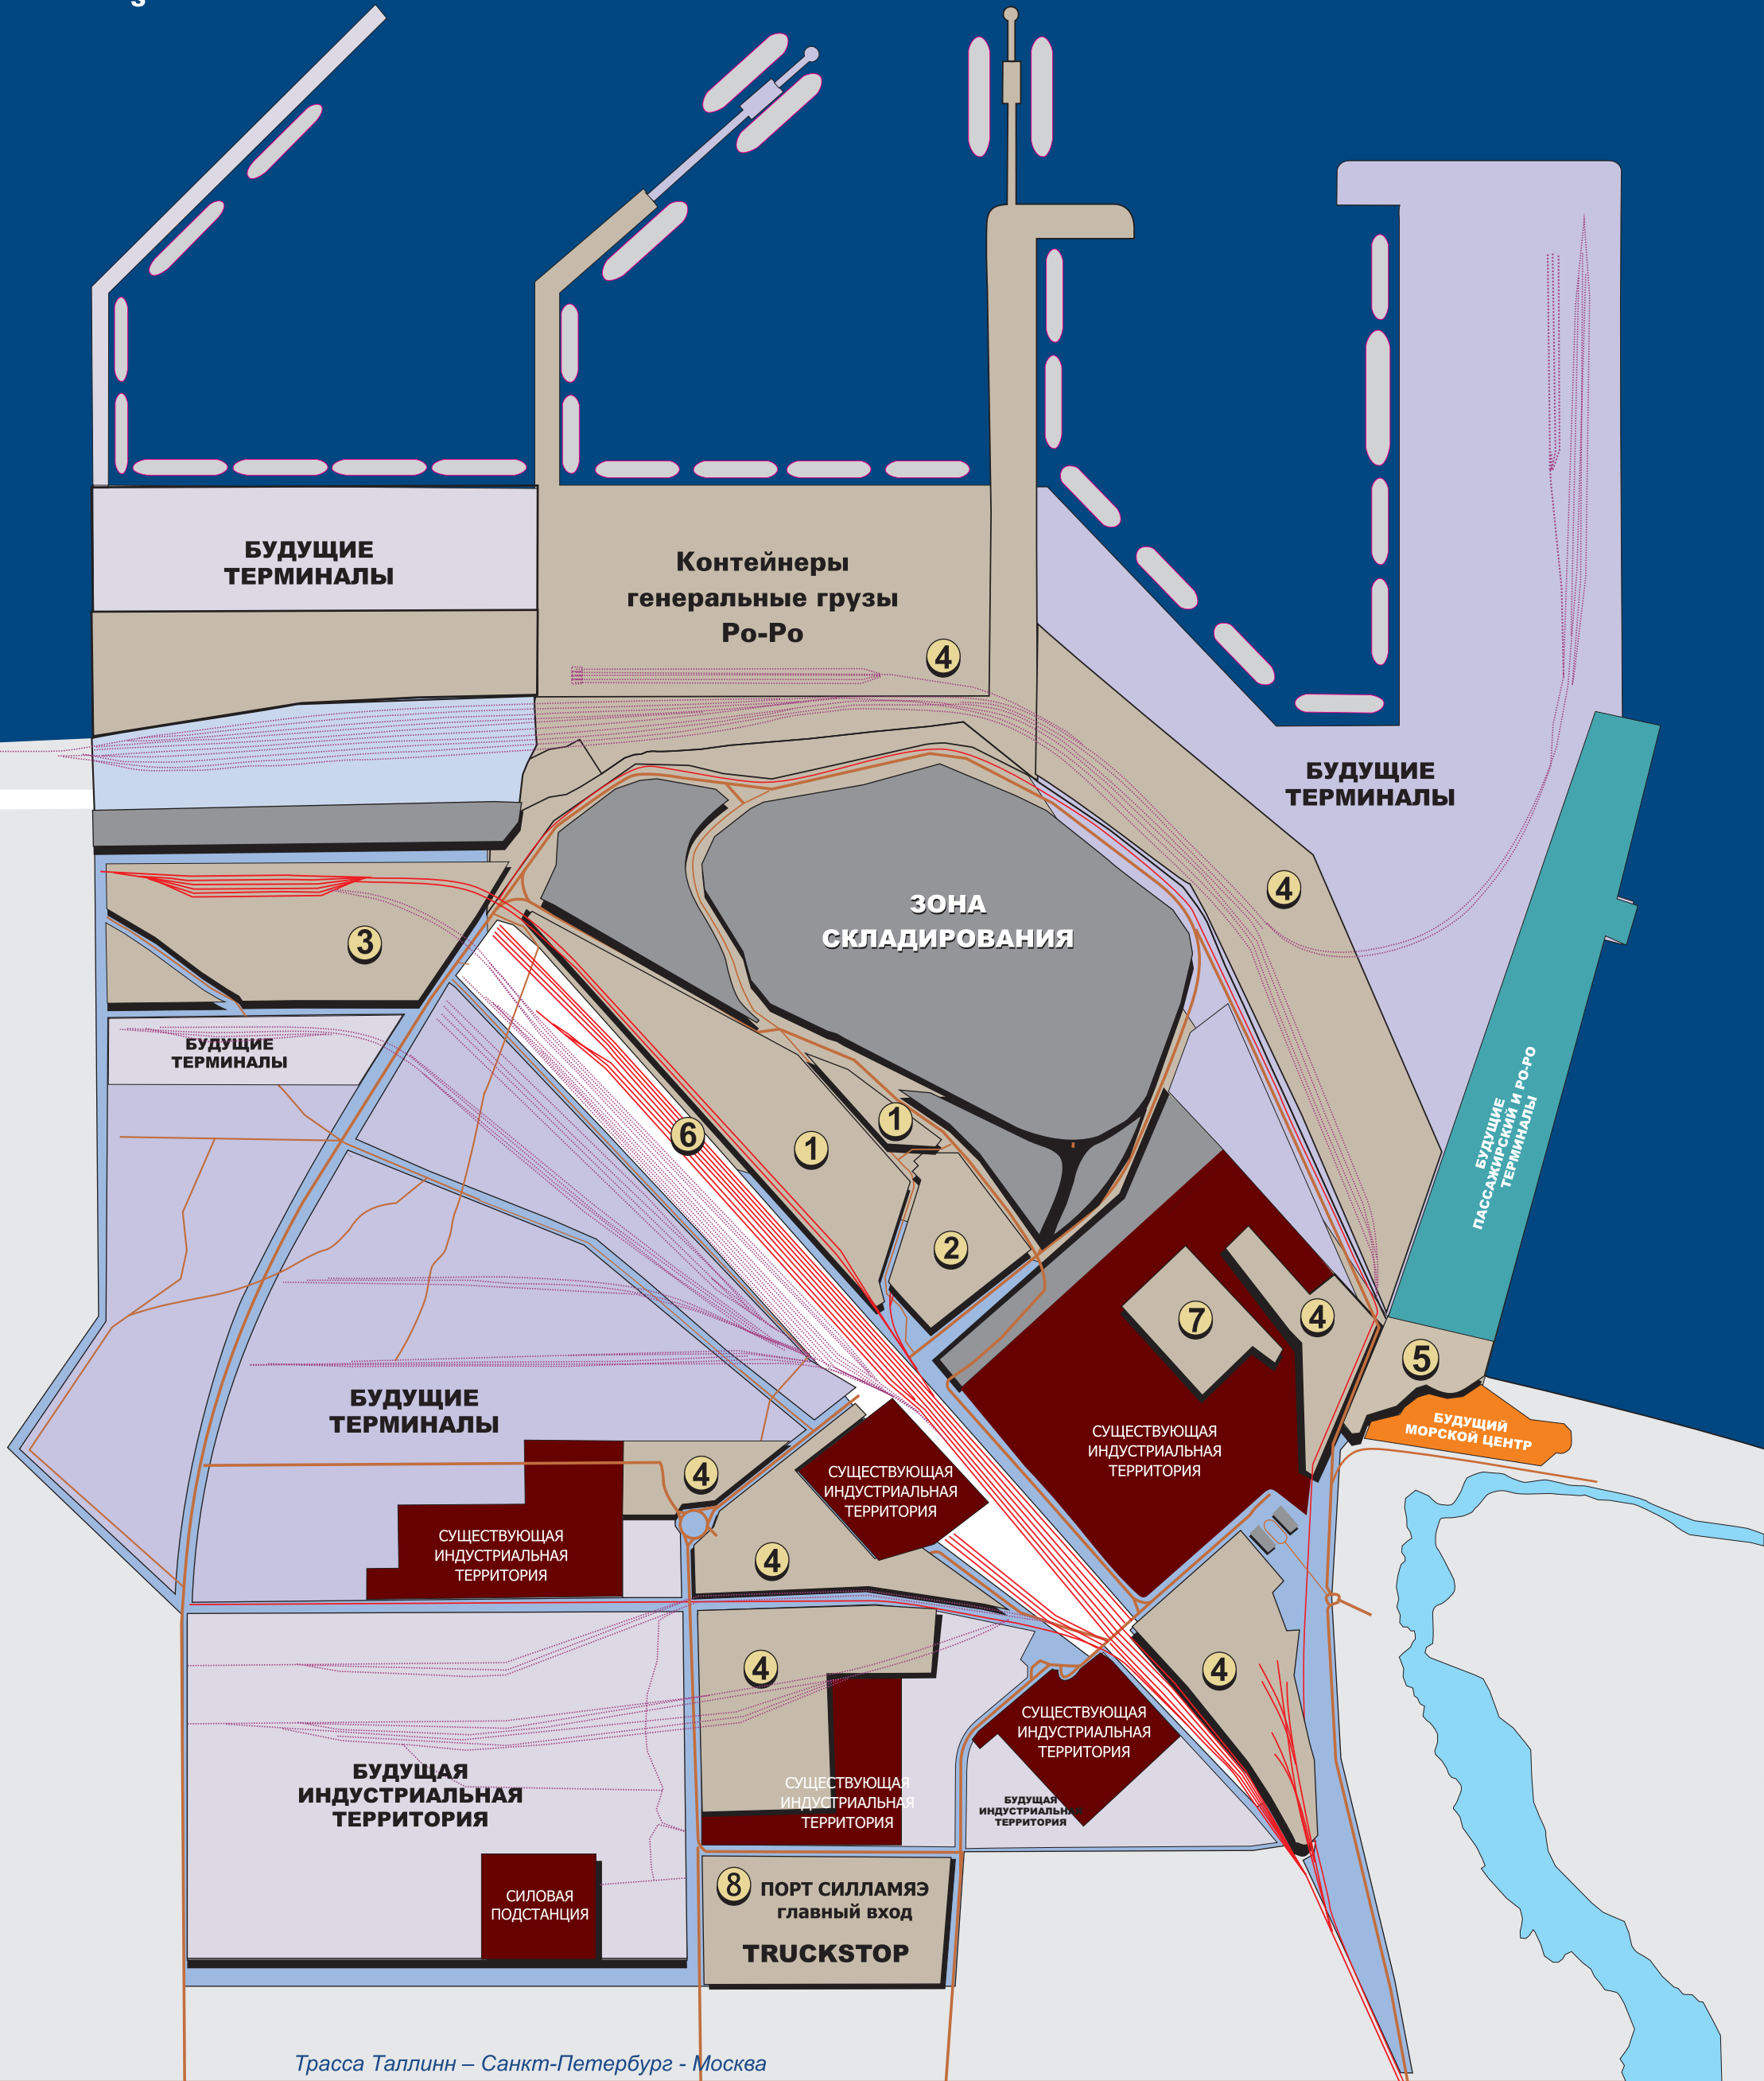 БУДУЩИЕ
ТЕРМИНАЛЫ
Контейнеры
генеральные грузы
Ро-Ро
4
БУДУЩИЕ
ТЕРМИНАЛЫ
4
ЗОНА
СКЛАДИРОВАНИЯ
3
БУДУЩИЕ
ТЕРМИНАЛЫ
6
1
1
2
БУДУЩИЕ
ПАССАЖИРСКИЙ И РО-РО
ТЕРМИНАЛЫ
7
4
5
БУДУЩИЙ
МОРСКОЙ ЦЕНТР
СУЩЕСТВУЮЩАЯ
ИНДУСТРИАЛЬНАЯ
ТЕРРИТОРИЯ
БУДУЩИЕ
ТЕРМИНАЛЫ
4
СУЩЕСТВУЮЩАЯ
ИНДУСТРИАЛЬНАЯ
ТЕРРИТОРИЯ
СУЩЕСТВУЮЩАЯ
ИНДУСТРИАЛЬНАЯ
ТЕРРИТОРИЯ
4
4
4
СУЩЕСТВУЮЩАЯ
ИНДУСТРИАЛЬНАЯ
ТЕРРИТОРИЯ
БУДУЩАЯ
ИНДУСТРИАЛЬНАЯ
ТЕРРИТОРИЯ
СУЩЕСТВУЮЩАЯ
ИНДУСТРИАЛЬНАЯ
ТЕРРИТОРИЯ
БУДУЩАЯ
ИНДУСТРИАЛЬНАЯ
ТЕРРИТОРИЯ
СИЛОВАЯ
ПОДСТАНЦИЯ
8
ПОРТ СИЛЛАМЯЭ
главный вход
TRUCKSTOP
Трасса Таллинн – Санкт-Петербург - Москва